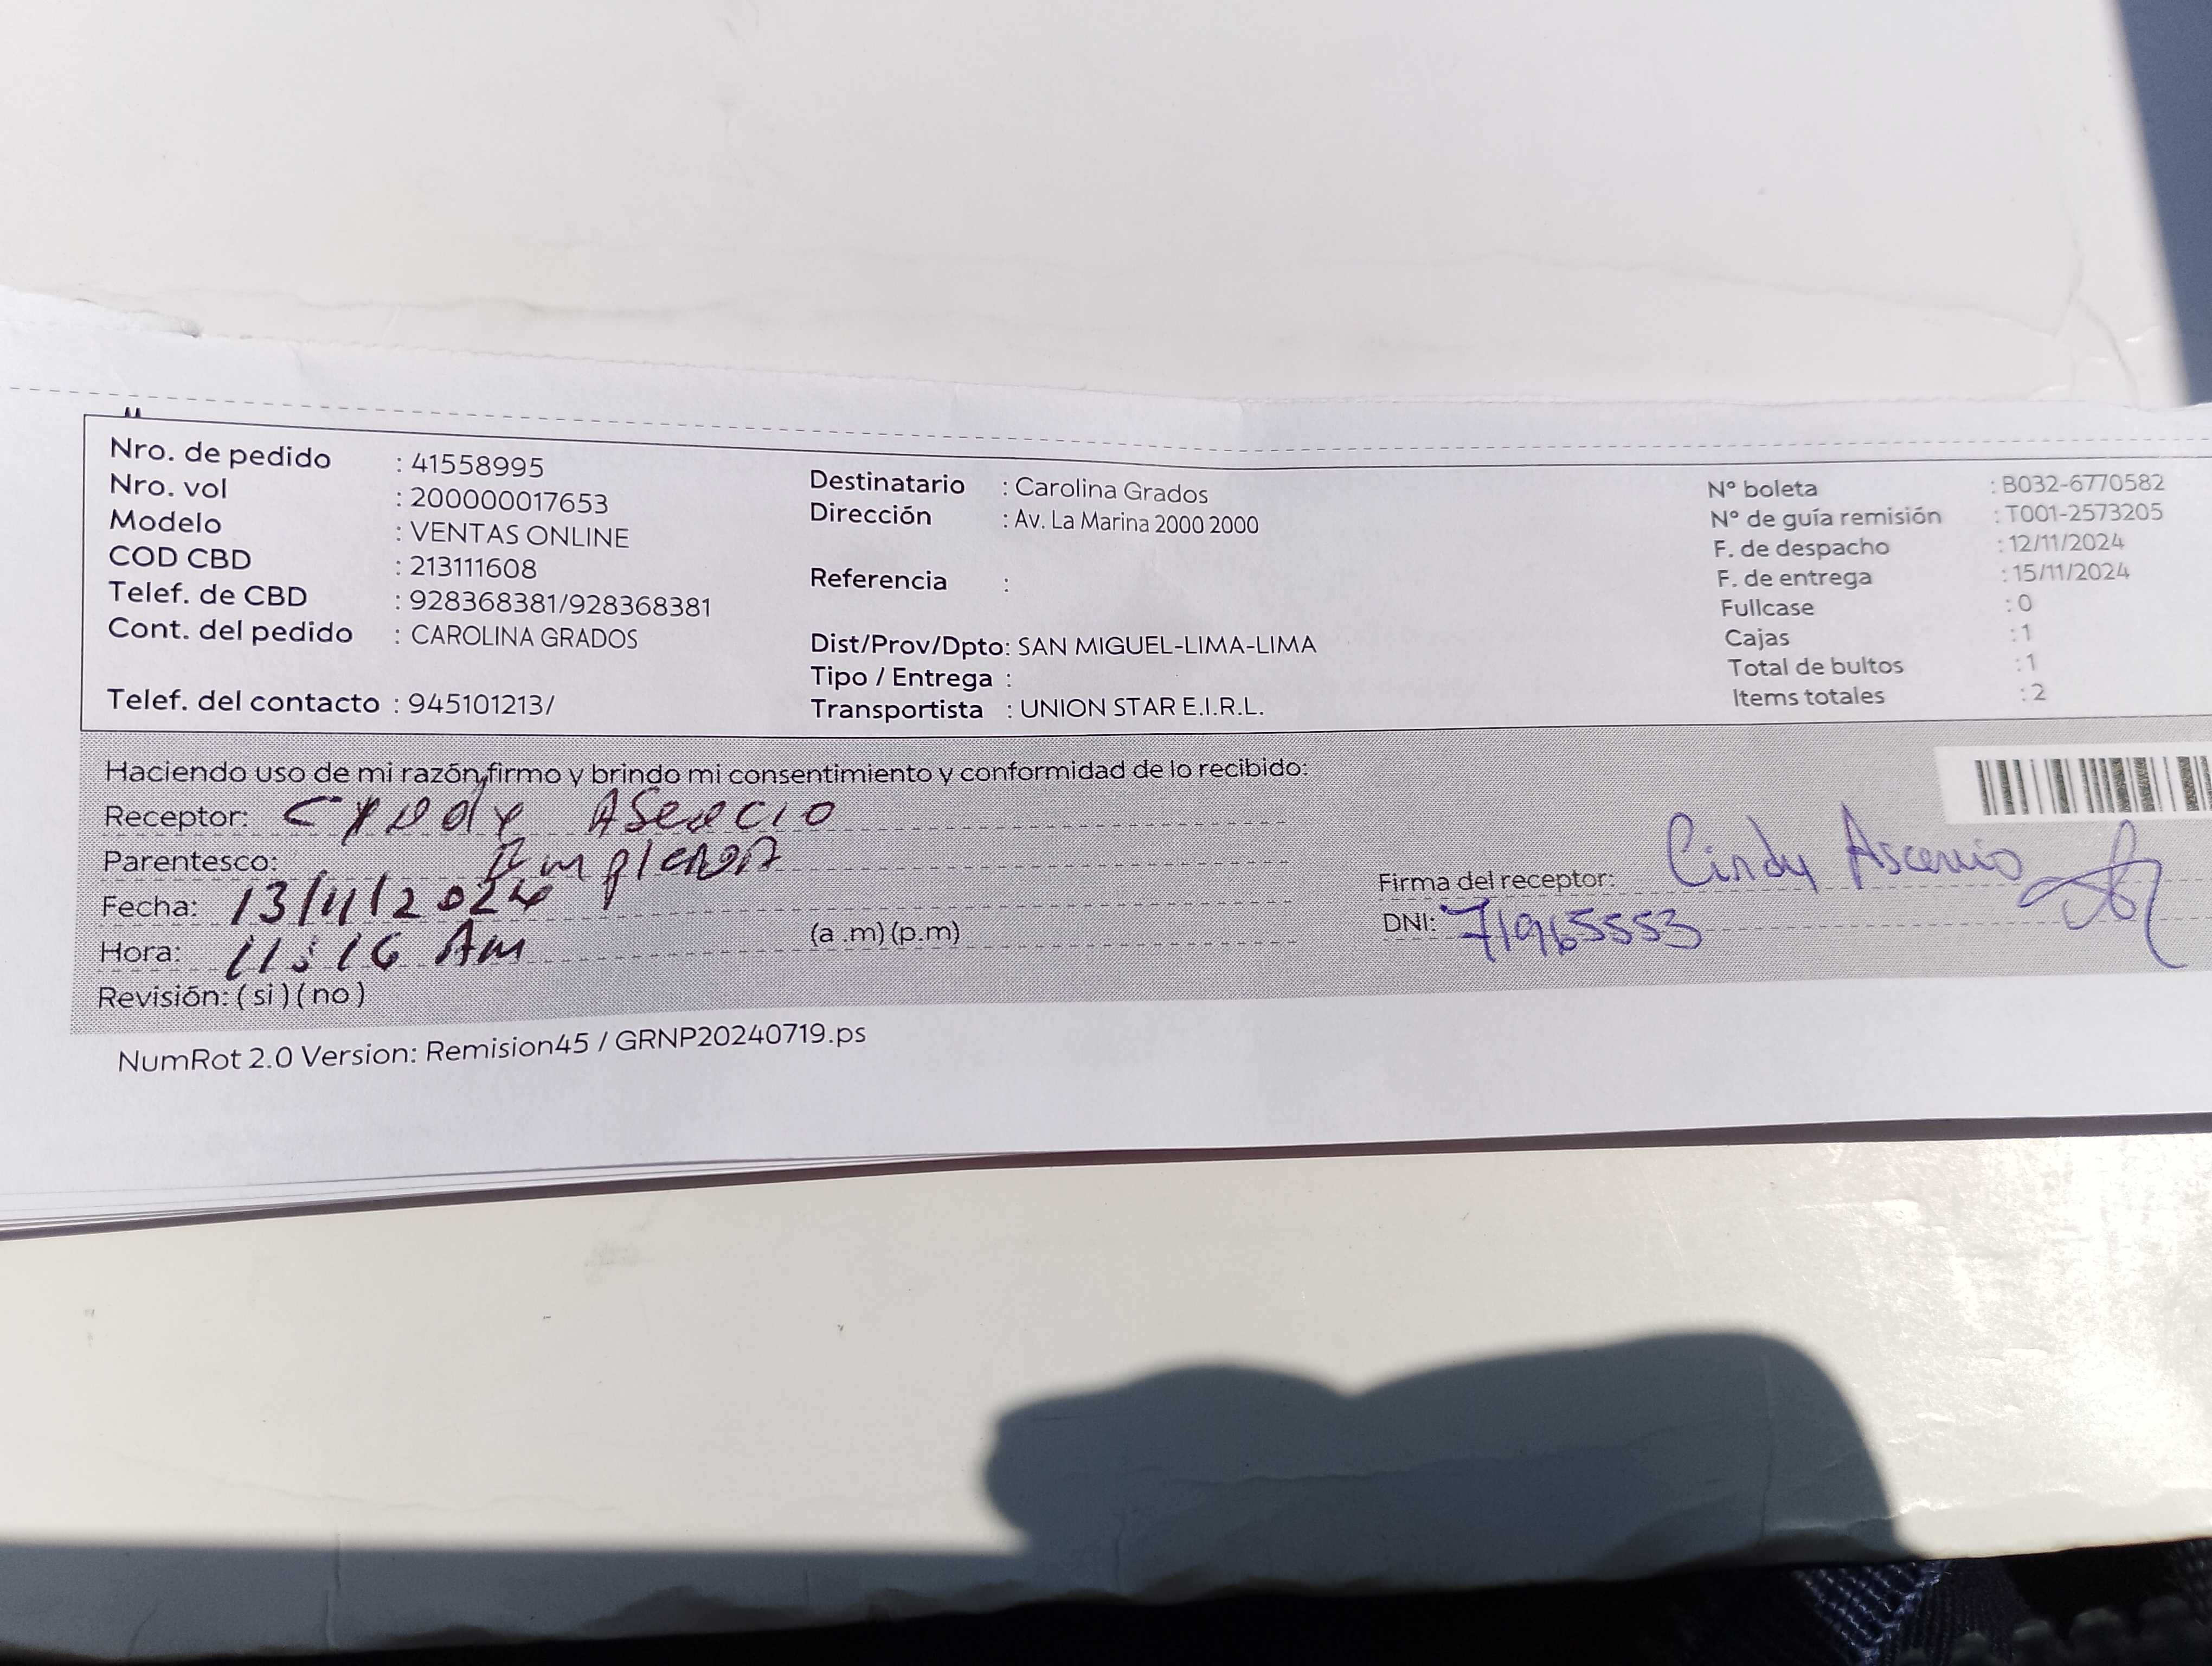 Nro. de pedido : 41558995
Nro. vol : 200000017653
Modelo : VENTAS ONLINE
COD CBD : 213111608
Telef. de CBD : 928368381/928368381
Cont. del pedido : CAROLINA GRADOS
Telef. del contacto : 945101213/
Destinatario : Carolina Grados
Dirección : Av. La Marina 2000 2000
Referencia :
Dist/Prov/Dpto: SAN MIGUEL-LIMA-LIMA
Tipo / Entrega :
Transportista : UNION STAR E.I.R.L.
N° boleta : B032-6770582
N° de guía remisión : T001-2573205
F. de despacho : 12/11/2024
F. de entrega : 15/11/2024
Fullcase : 0
Cajas : 1
Total de bultos : 1
Items totales : 2
Haciendo uso de mi razón,firmo y brindo mi consentimiento y conformidad de lo recibido:
Receptor:
Parentesco:
Fecha: 13/11/2024
Hora: 11:16 Am (a .m)(p.m)
Revisión: ( si ) ( no )
Firma del receptor: Cindy Ascencio
DNI: 71965553
NumRot 2.0 Version: Remision45 / GRNP20240719.ps